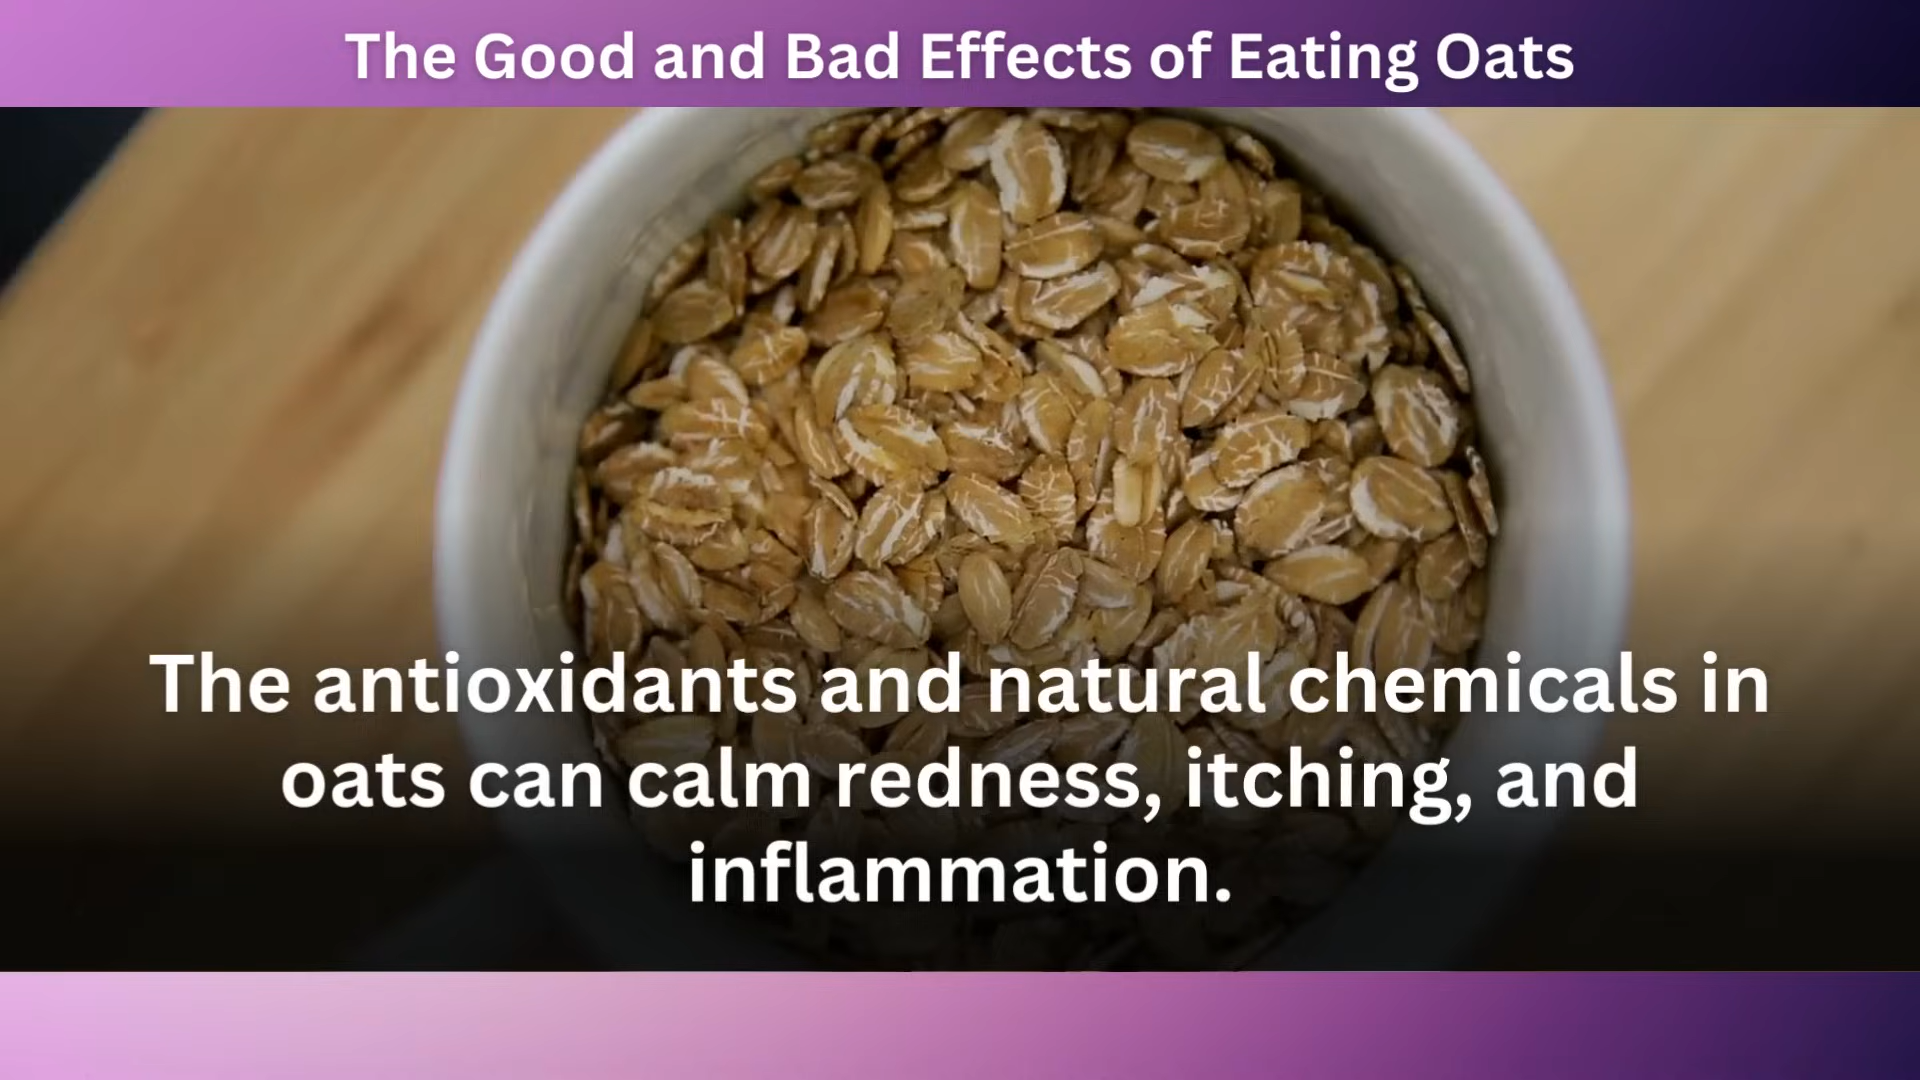 The Good and Bad Effects of Eating Oats
The antioxidants and natural chemicals in
oats can calm redness, itching, and
inflammation.